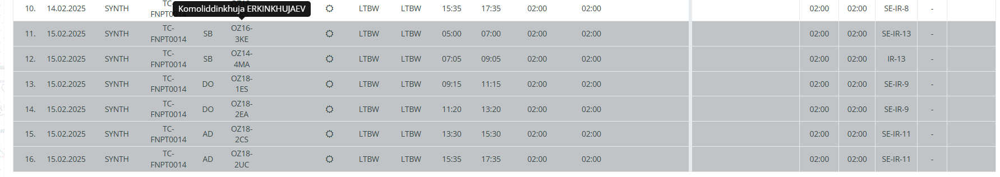 10. 14.02.2025 SYNTH TC-FNPT0014 LTBW LTBW 15:35 17:35 02:00 02:00 02:00 02:00 SE-IR-8 -
Komoliddinkhuja ERKINKHUJAEV
11. 15.02.2025 SYNTH TC-FNPT0014 SB OZ16-3KE LTBW LTBW 05:00 07:00 02:00 02:00 02:00 02:00 SE-IR-13 -
12. 15.02.2025 SYNTH TC-FNPT0014 SB OZ14-4MA LTBW LTBW 07:05 09:05 02:00 02:00 02:00 02:00 IR-13 -
13. 15.02.2025 SYNTH TC-FNPT0014 DO OZ18-1ES LTBW LTBW 09:15 11:15 02:00 02:00 02:00 02:00 SE-IR-9 -
14. 15.02.2025 SYNTH TC-FNPT0014 DO OZ18-2EA LTBW LTBW 11:20 13:20 02:00 02:00 02:00 02:00 SE-IR-9 -
15. 15.02.2025 SYNTH TC-FNPT0014 AD OZ18-2CS LTBW LTBW 13:30 15:30 02:00 02:00 02:00 02:00 SE-IR-11 -
16. 15.02.2025 SYNTH TC-FNPT0014 AD OZ18-2UC LTBW LTBW 15:35 17:35 02:00 02:00 02:00 02:00 SE-IR-11 -